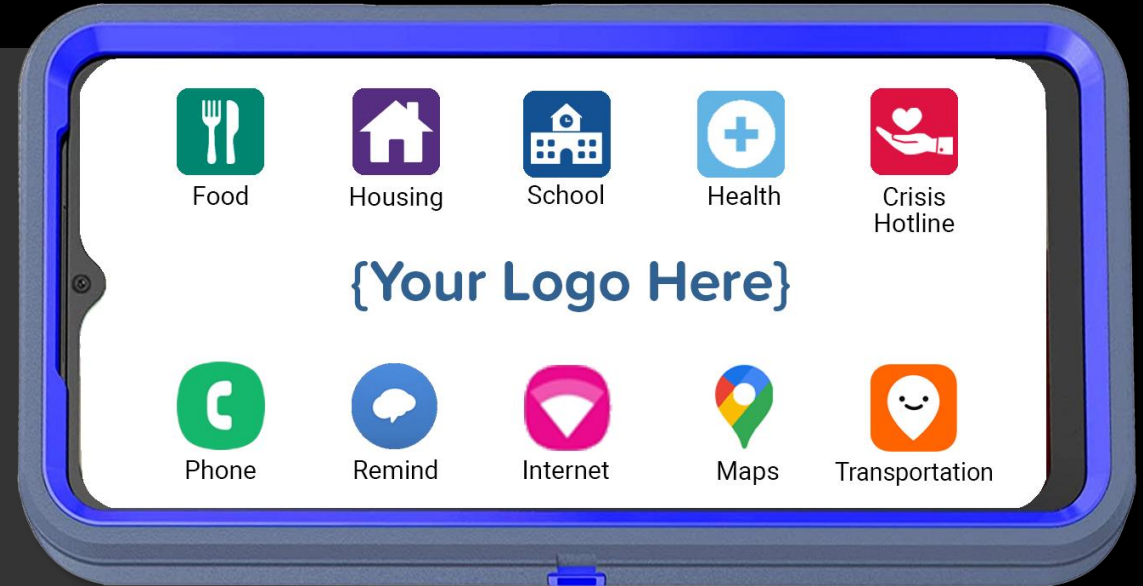 Food
Housing
School
Health
Crisis
Hotline
{Your Logo Here}
Phone
Remind
Internet
Maps
Transportation